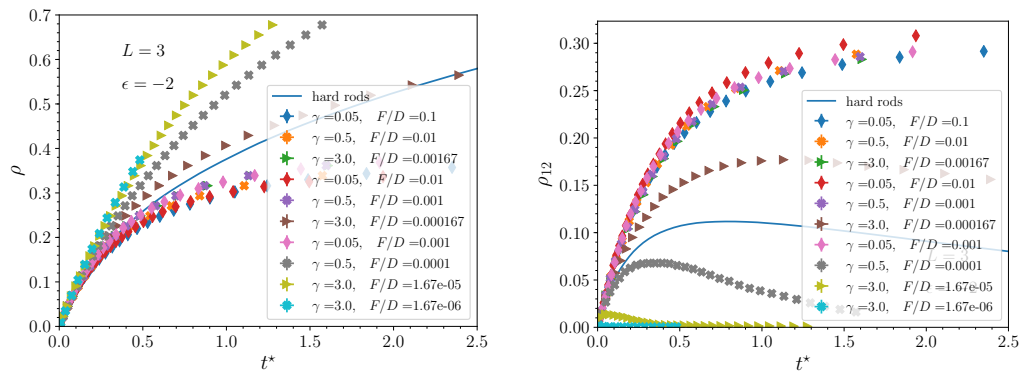 0.7
0.6
0.5
0.4
0.3
0.2
0.1
0.0
ρ
L = 3
ϵ = −2
hard rods
γ =0.05, F/D =0.1
γ =0.5, F/D =0.01
γ =3.0, F/D =0.00167
γ =0.05, F/D =0.01
γ =0.5, F/D =0.001
γ =3.0, F/D =0.000167
γ =0.05, F/D =0.001
γ =0.5, F/D =0.0001
γ =3.0, F/D =1.67e-05
γ =3.0, F/D =1.67e-06
0.0 0.5 1.0 1.5 2.0 2.5
t⋆
0.30
0.25
0.20
0.15
0.10
0.05
0.00
ρ12
hard rods
γ =0.05, F/D =0.1
γ =0.5, F/D =0.01
γ =3.0, F/D =0.00167
γ =0.05, F/D =0.01
γ =0.5, F/D =0.001
γ =3.0, F/D =0.000167
γ =0.05, F/D =0.001
γ =0.5, F/D =0.0001
γ =3.0, F/D =1.67e-05
γ =3.0, F/D =1.67e-06
L = 3
0.0 0.5 1.0 1.5 2.0 2.5
t⋆